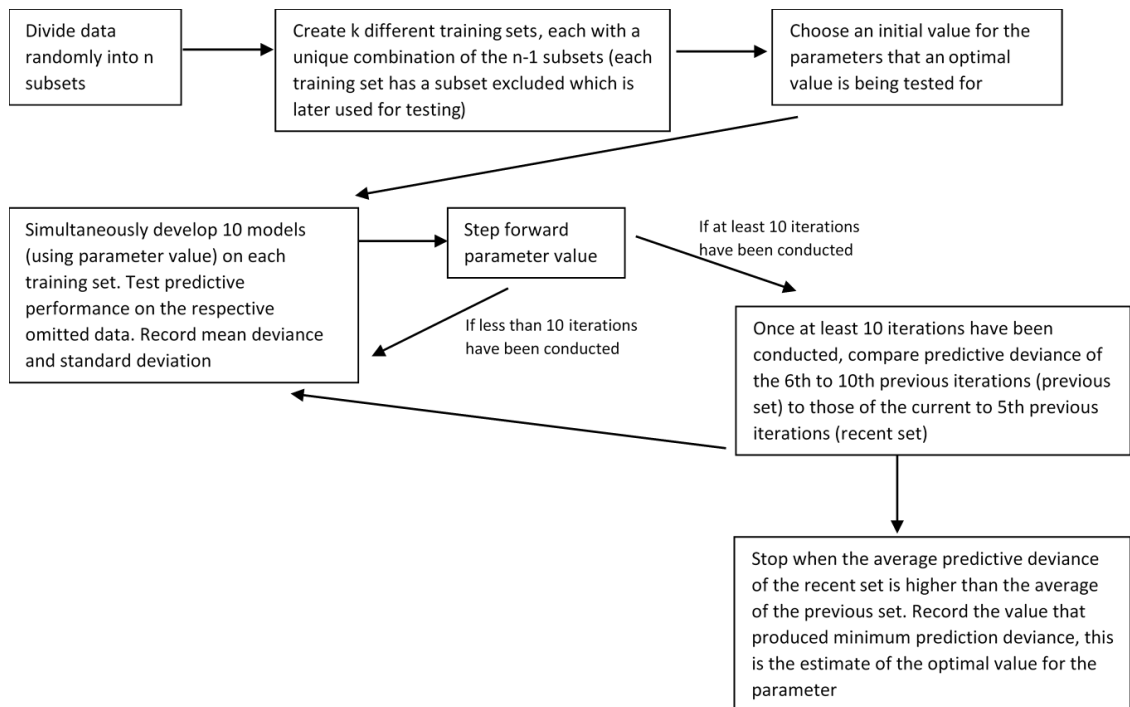 Divide data
randomly into n
subsets
Create k different training sets, each with a
unique combination of the n-1 subsets (each
training set has a subset excluded which is
later used for testing)
Choose an initial value for the
parameters that an optimal
value is being tested for
Simultaneously develop 10 models
(using parameter value) on each
training set. Test predictive
performance on the respective
omitted data. Record mean deviance
and standard deviation
Step forward
parameter value
If at least 10 iterations
have been conducted
If less than 10 iterations
have been conducted
Once at least 10 iterations have been
conducted, compare predictive deviance of
the 6th to 10th previous iterations (previous
set) to those of the current to 5th previous
iterations (recent set)
Stop when the average predictive deviance
of the recent set is higher than the average
of the previous set. Record the value that
produced minimum prediction deviance, this
is the estimate of the optimal value for the
parameter